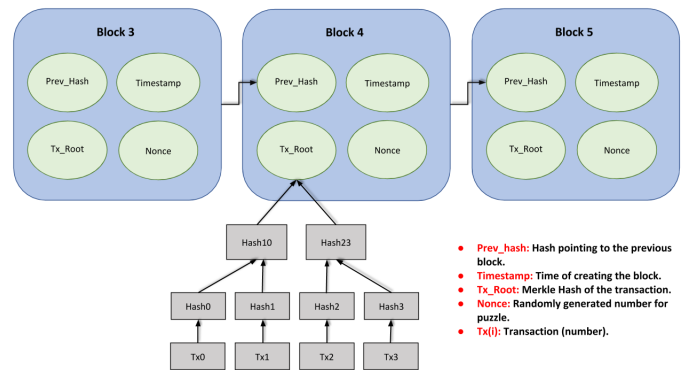 Block 3
Block 4
Block 5
Prev_Hash
Timestamp
Prev_Hash
Timestamp
Prev_Hash
Timestamp
Tx_Root
Nonce
Tx_Root
Nonce
Tx_Root
Nonce
Hash10
Hash23
Hash0
Hash1
Hash2
Hash3
Tx0
Tx1
Tx2
Tx3
● Prev_hash: Hash pointing to the previous
block.
● Timestamp: Time of creating the block.
● Tx_Root: Merkle Hash of the transaction.
● Nonce: Randomly generated number for
puzzle.
● Tx(i): Transaction (number).